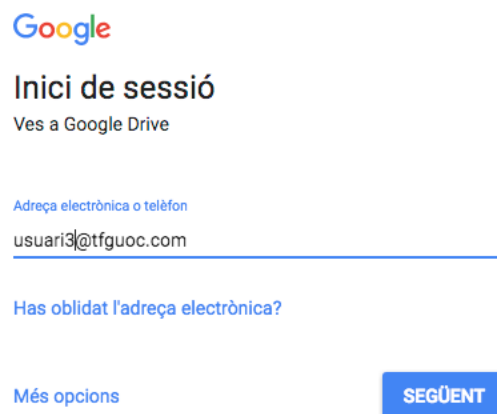 Google
Inici de sessió
Ves a Google Drive
Adreça electrònica o telèfon
usuari3@tfguoc.com
Has oblidat l'adreça electrònica?
Més opcions
SEGÜENT